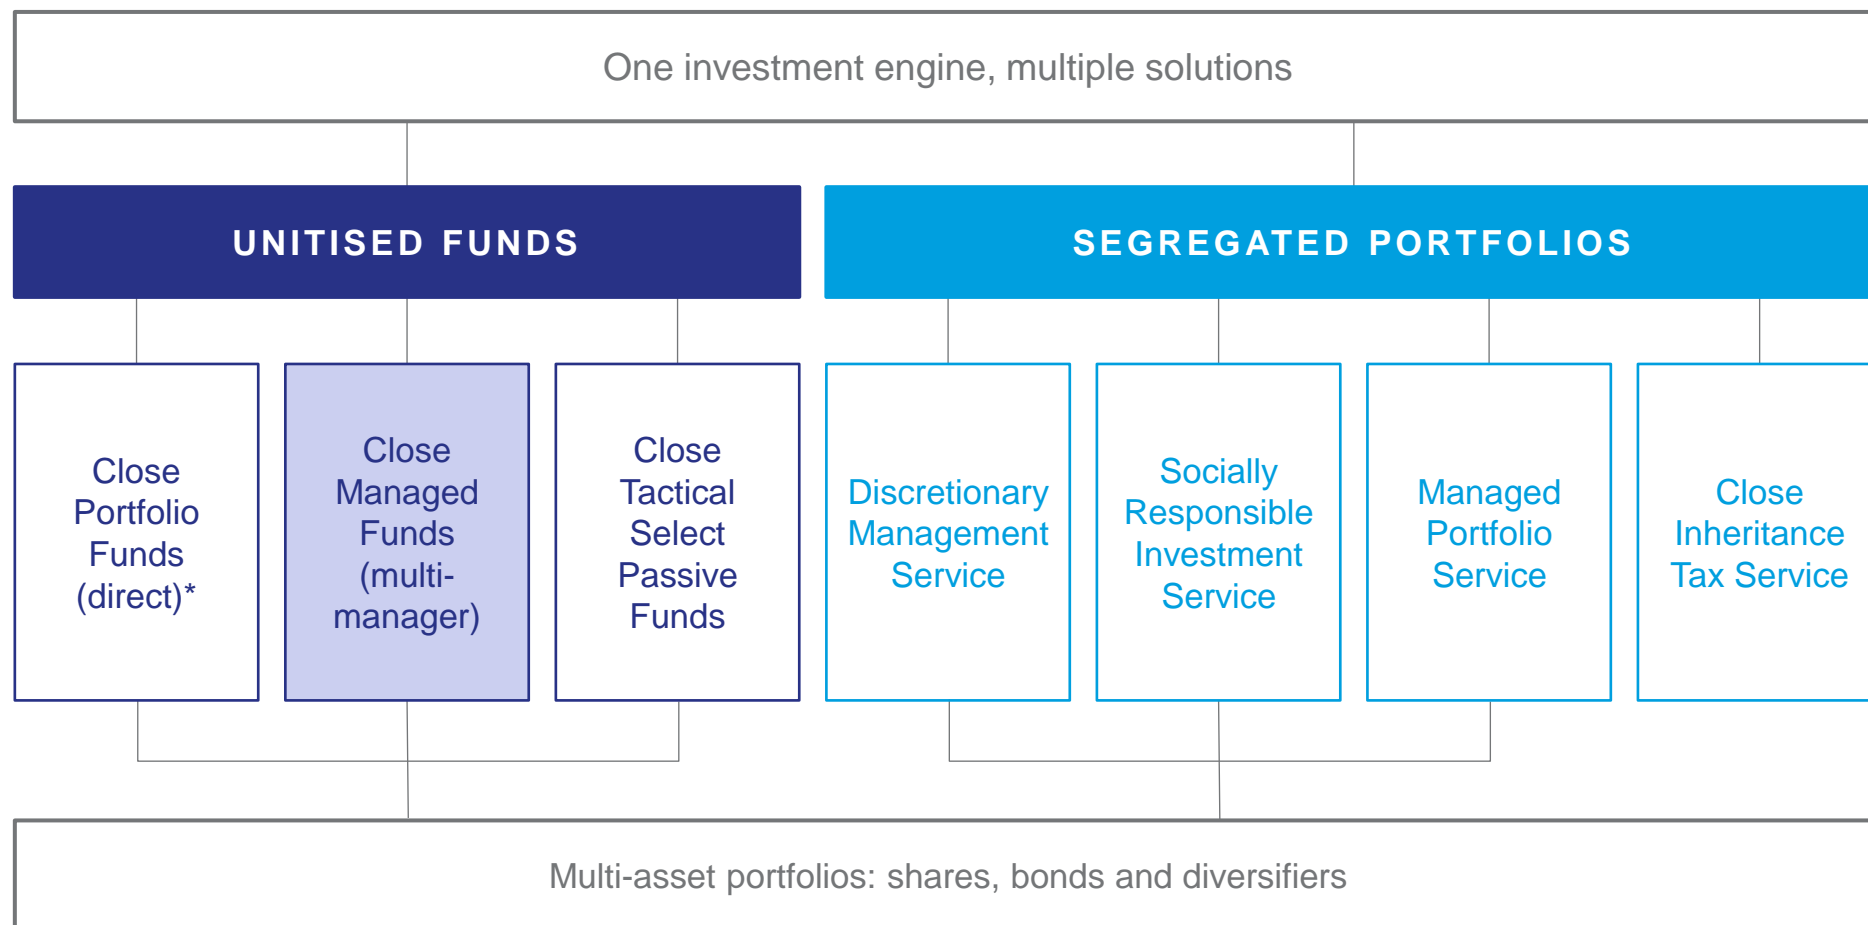 One investment engine, multiple solutions
UNITISED FUNDS
SEGREGATED PORTFOLIOS
Close
Portfolio
Funds
(direct)*
Close
Managed
Funds
(multi-
manager)
Close
Tactical
Select
Passive
Funds
Discretionary
Management
Service
Socially
Responsible
Investment
Service
Managed
Portfolio
Service
Close
Inheritance
Tax Service
Multi-asset portfolios: shares, bonds and diversifiers